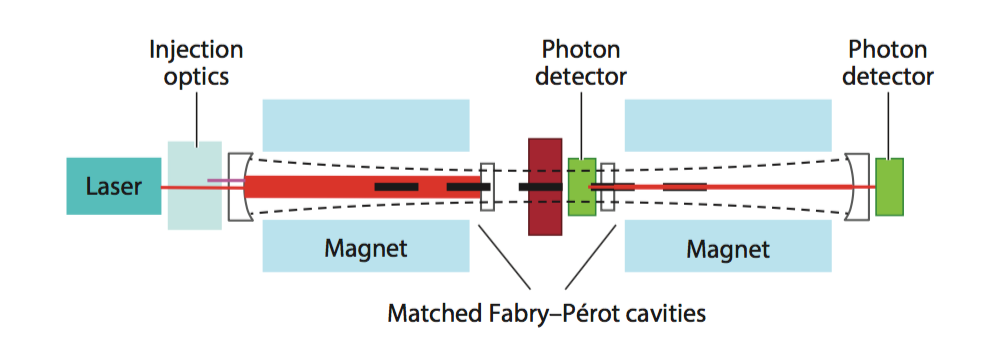 Injection
optics
Photon
detector
Photon
detector
Laser
Magnet
Magnet
Matched Fabry–Pérot cavities